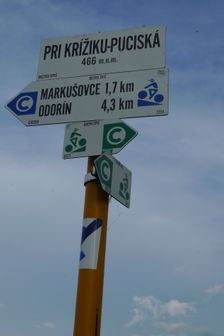 PRI KRÍŽIKU-PUCISKÁ
466 m.n.m.
C MARKUŠOVCE 1,7 km
ODORÍN 4,3 km
C
C